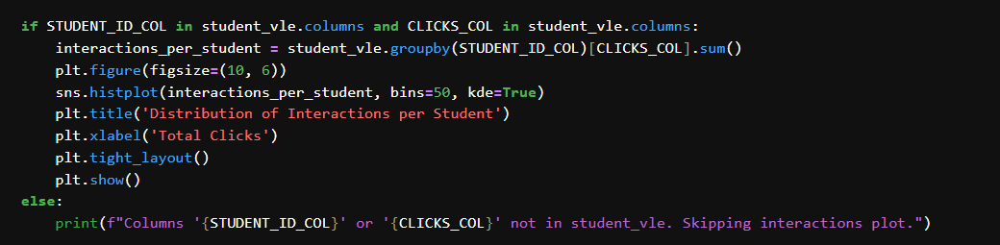 if STUDENT_ID_COL in student_vle.columns and CLICKS_COL in student_vle.columns:
    interactions_per_student = student_vle.groupby(STUDENT_ID_COL)[CLICKS_COL].sum()
    plt.figure(figsize=(10, 6))
    sns.histplot(interactions_per_student, bins=50, kde=True)
    plt.title('Distribution of Interactions per Student')
    plt.xlabel('Total Clicks')
    plt.tight_layout()
    plt.show()
else:
    print(f"Columns '{STUDENT_ID_COL}' or '{CLICKS_COL}' not in student_vle. Skipping interactions plot.")